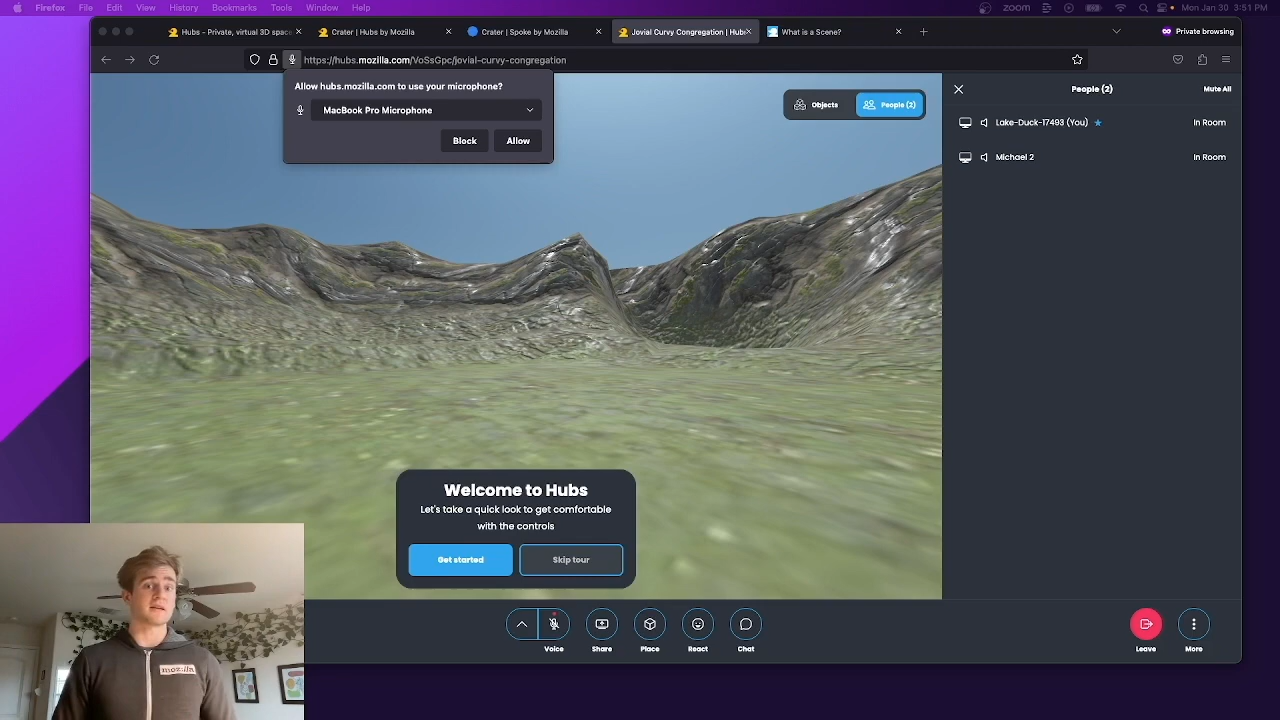 Firefox File Edit View History Bookmarks Tools Window Help zoom Mon Jan 30 3:51 PM
Hubs - Private, virtual 3D space Crater | Hubs by Mozilla Crater | Spoke by Mozilla Jovial Curvy Congregation | Hub What is a Scene? Private browsing
https://hubs.mozilla.com/VoSsGpc/jovial-curvy-congregation
Allow hubs.mozilla.com to use your microphone?
MacBook Pro Microphone
Block Allow
Objects People (2)
People (2) Mute All
Lake-Duck-17493 (You) In Room
Michael 2 In Room
Welcome to Hubs
Let's take a quick look to get comfortable
with the controls
Get started Skip tour
Voice Share Place React Chat Leave More
moz://a